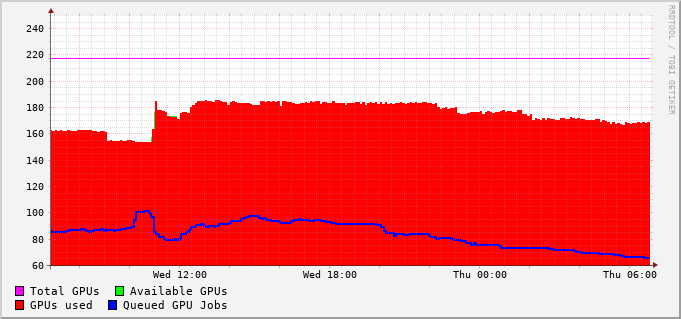 240
220
200
180
160
140
120
100
80
60
Wed 12:00 Wed 18:00 Thu 00:00 Thu 06:00
Total GPUs Available GPUs
GPUs used Queued GPU Jobs
RRDTOOL / TOBI OETIKER